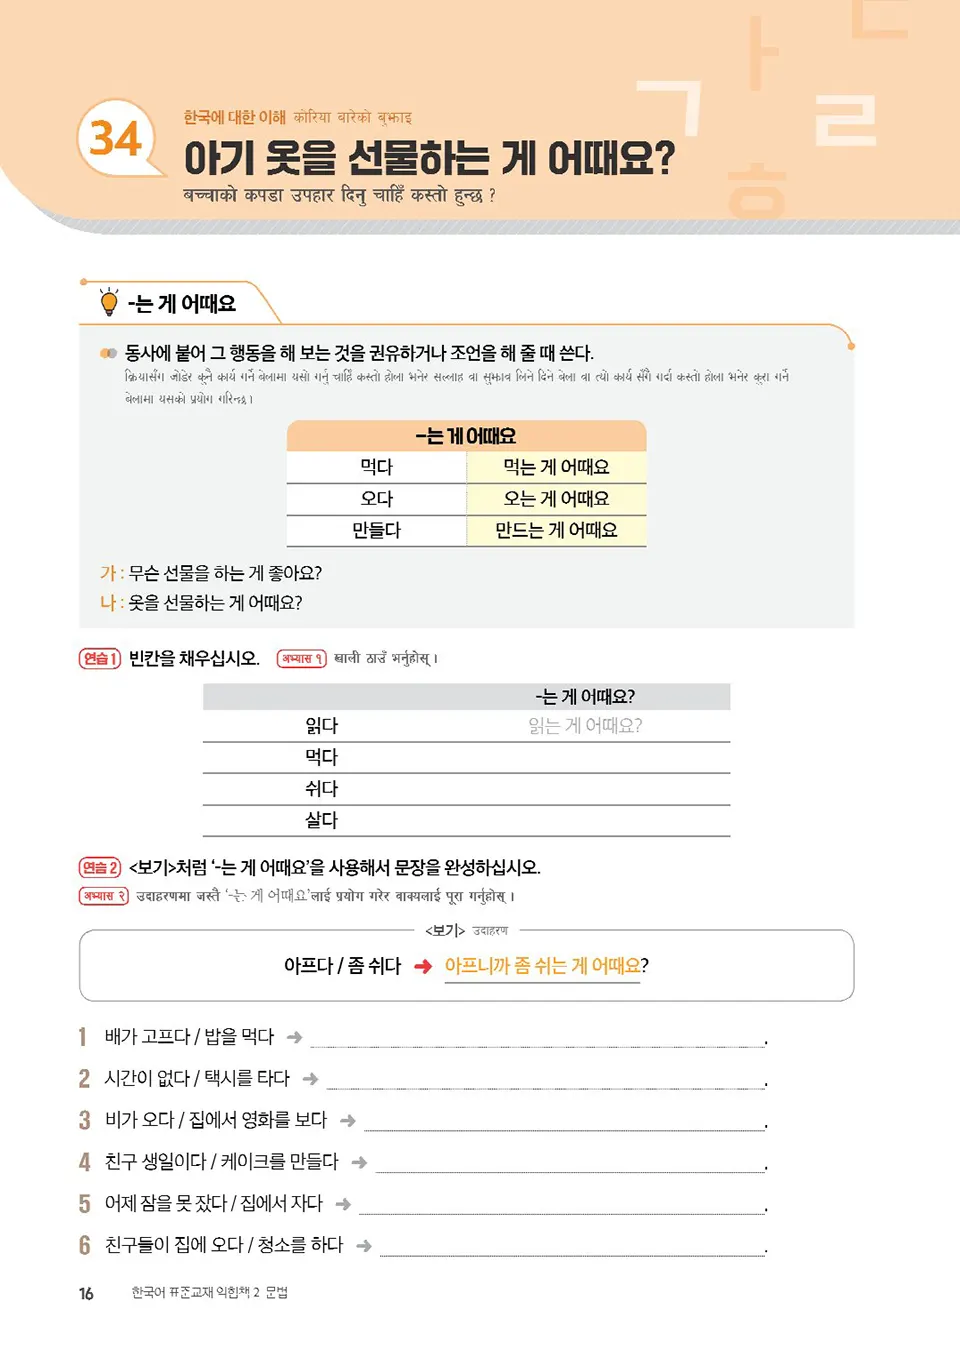 34
한국에 대한 이해 कोरिया बारेको बुझाइ
아기 옷을 선물하는 게 어때요?
बच्चाको कपडा उपहार दिनु चाहिँ कस्तो हुन्छ ?
-는 게 어때요
동사에 붙어 그 행동을 해 보는 것을 권유하거나 조언을 해 줄 때 쓴다.
क्रियासँग जोडेर कुनै कार्य गर्ने बेलामा यसो गर्नु चाहिँ कस्तो होला भनेर सल्लाह वा सुझाव लिने दिने बेला वा त्यो कार्य सँगै गर्दा कस्तो होला भनेर कुरा गर्ने
बेलामा यसको प्रयोग गरिन्छ।
-는 게 어때요
먹다 먹는 게 어때요
오다 오는 게 어때요
만들다 만드는 게 어때요
가 : 무슨 선물을 하는 게 좋아요?
나 : 옷을 선물하는 게 어때요?
연습 1 빈칸을 채우십시오. अभ्यास १ खाली ठाउँ भर्नुहोस् ।
-는 게 어때요?
읽다 읽는 게 어때요?
먹다
쉬다
살다
연습 2 <보기>처럼 ‘-는 게 어때요’을 사용해서 문장을 완성하십시오.
अभ्यास २ उदाहरणमा जस्तै ‘-는 게 어때요’लाई प्रयोग गरेर वाक्यलाई पूरा गर्नुहोस् ।
<보기> उदाहरण
아프다 / 좀 쉬다 ➜ 아프니까 좀 쉬는 게 어때요?
1 배가 고프다 / 밥을 먹다 ➜ .
2 시간이 없다 / 택시를 타다 ➜ .
3 비가 오다 / 집에서 영화를 보다 ➜ .
4 친구 생일이다 / 케이크를 만들다 ➜ .
5 어제 잠을 못 잤다 / 집에서 자다 ➜ .
6 친구들이 집에 오다 / 청소를 하다 ➜ .
16 한국어 표준교재 익힘책 2 문법